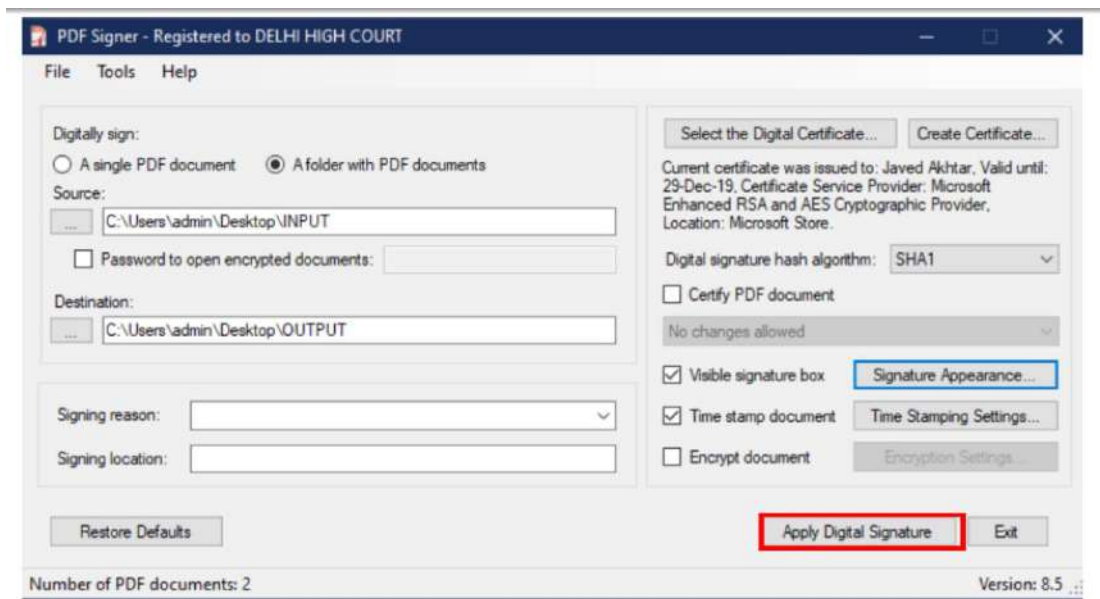 PDF Signer - Registered to DELHI HIGH COURT
File Tools Help
Digitally sign:
A single PDF document A folder with PDF documents
Source:
... C:\Users\admin\Desktop\INPUT
Password to open encrypted documents:
Destination:
... C:\Users\admin\Desktop\OUTPUT
Signing reason:
Signing location:
Select the Digital Certificate... Create Certificate...
Current certificate was issued to: Javed Akhtar, Valid until:
29-Dec-19, Certificate Service Provider: Microsoft
Enhanced RSA and AES Cryptographic Provider,
Location: Microsoft Store.
Digital signature hash algorithm: SHA1
Certify PDF document
No changes allowed
Visible signature box Signature Appearance...
Time stamp document Time Stamping Settings...
Encrypt document Encryption Settings...
Restore Defaults Apply Digital Signature Exit
Number of PDF documents: 2 Version: 8.5